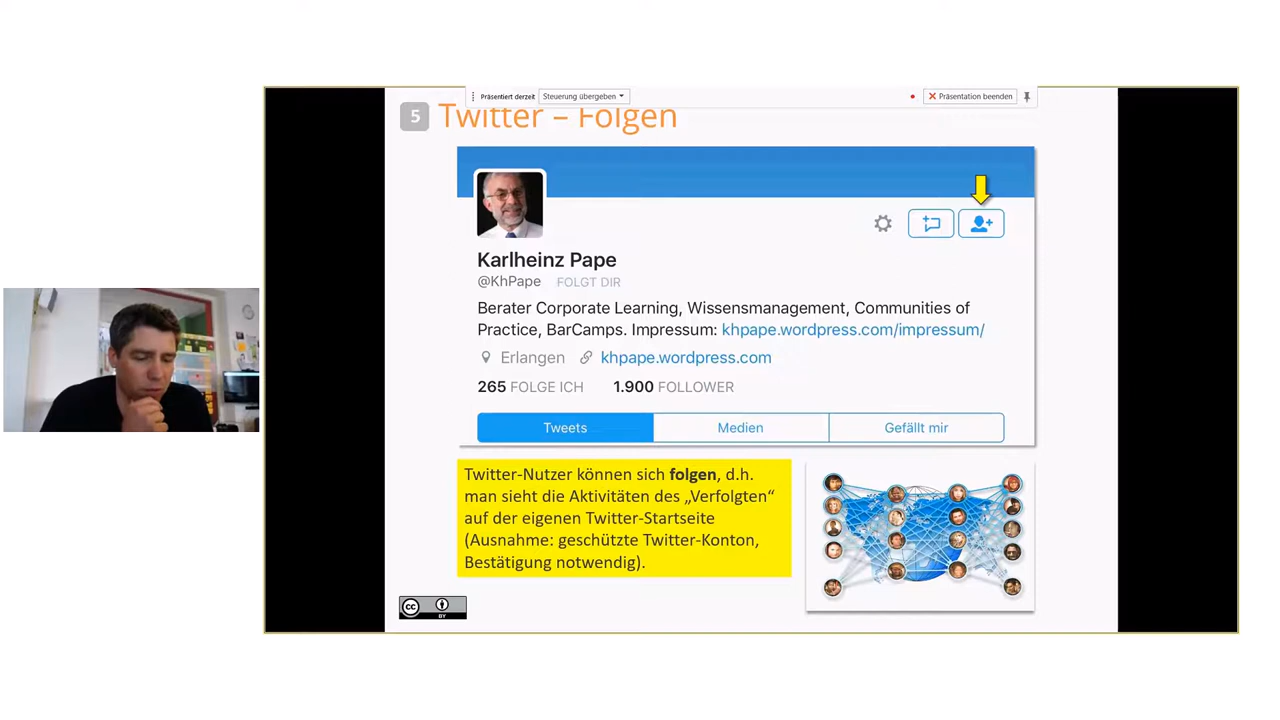 Präsentiert derzeit Steuerung übergeben Präsentation beenden
5 Twitter – Folgen
Karlheinz Pape
@KhPape FOLGT DIR
Berater Corporate Learning, Wissensmanagement, Communities of
Practice, BarCamps. Impressum: khpape.wordpress.com/impressum/
Erlangen khpape.wordpress.com
265 FOLGE ICH 1.900 FOLLOWER
Tweets Medien Gefällt mir
Twitter-Nutzer können sich folgen, d.h.
man sieht die Aktivitäten des „Verfolgten“
auf der eigenen Twitter-Startseite
(Ausnahme: geschützte Twitter-Konton,
Bestätigung notwendig).
cc
BY